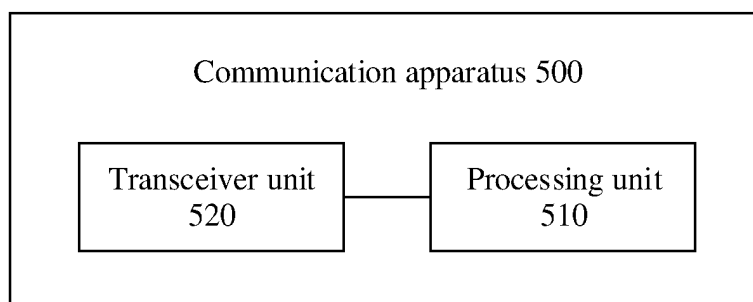 Communication apparatus 500
Transceiver unit
520
Processing unit
510